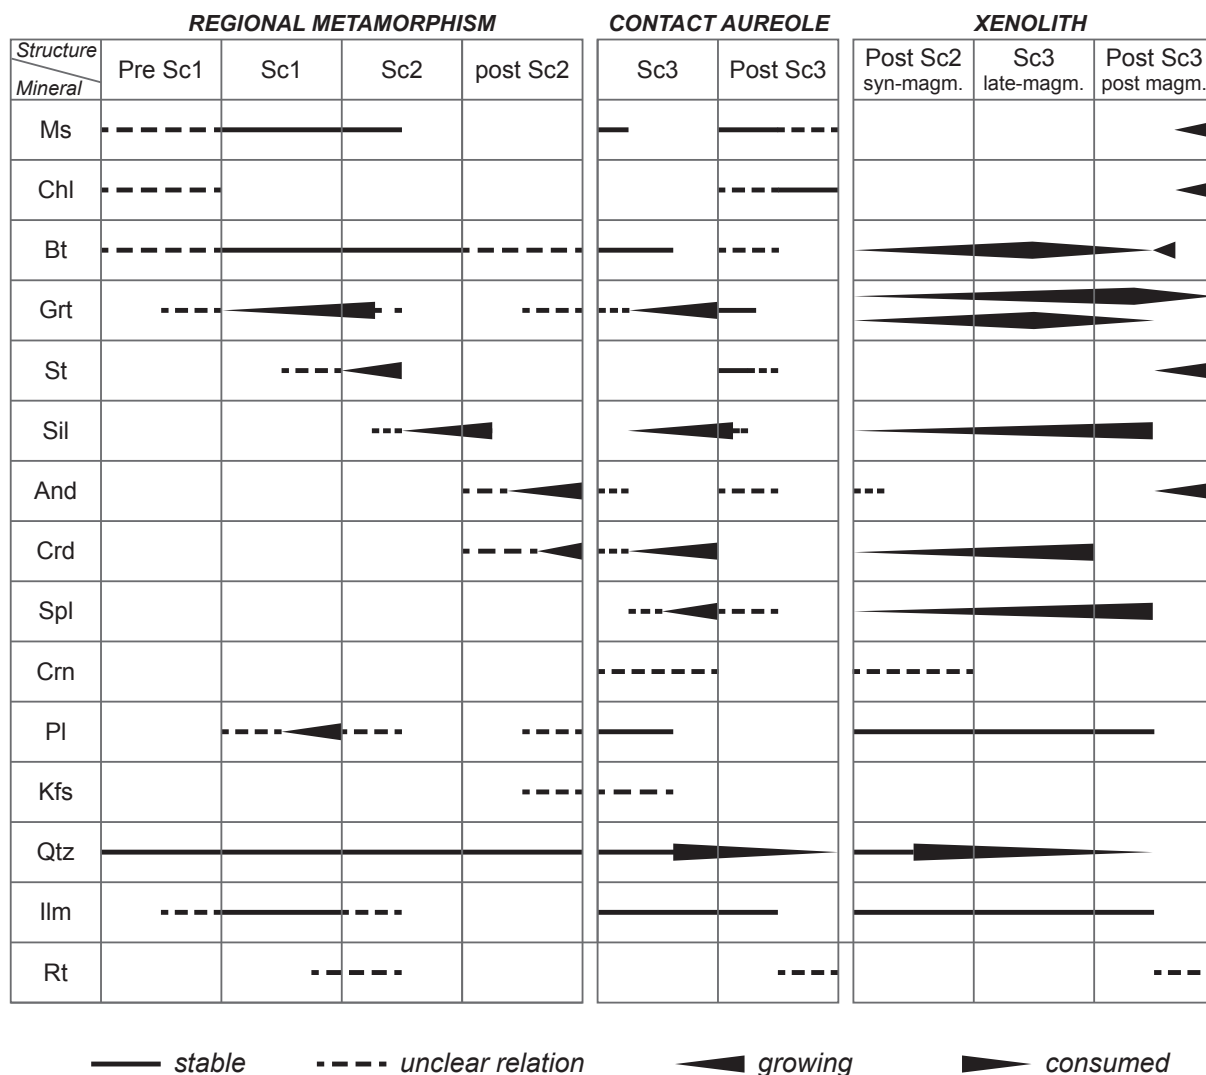 REGIONAL METAMORPHISM CONTACT AUREOLE XENOLITH
Structure
Mineral
Pre Sc1 Sc1 Sc2 post Sc2 Sc3 Post Sc3 Post Sc2 Sc3 Post Sc3
syn-magm. late-magm. post magm.
Ms
Chl
Bt
Grt
St
Sil
And
Crd
Spl
Crn
Pl
Kfs
Qtz
Ilm
Rt
stable unclear relation growing consumed